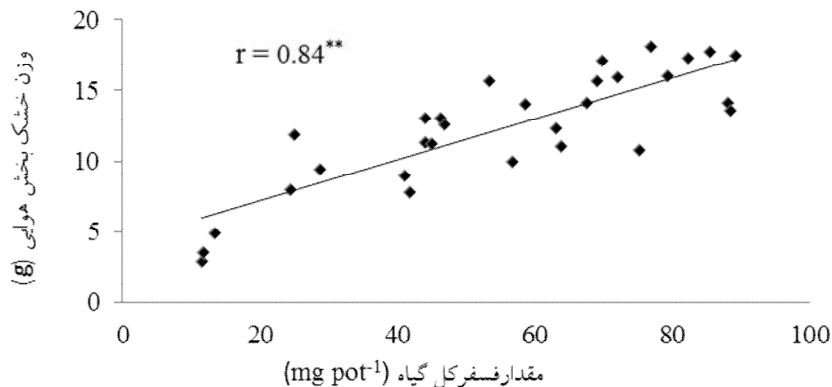 20
15
10
5
0
r = 0.84**
وزن خشک بخش هوایی (g)
0 20 40 60 80 100
مقدارفسفرکل گیاه (mg pot-1)